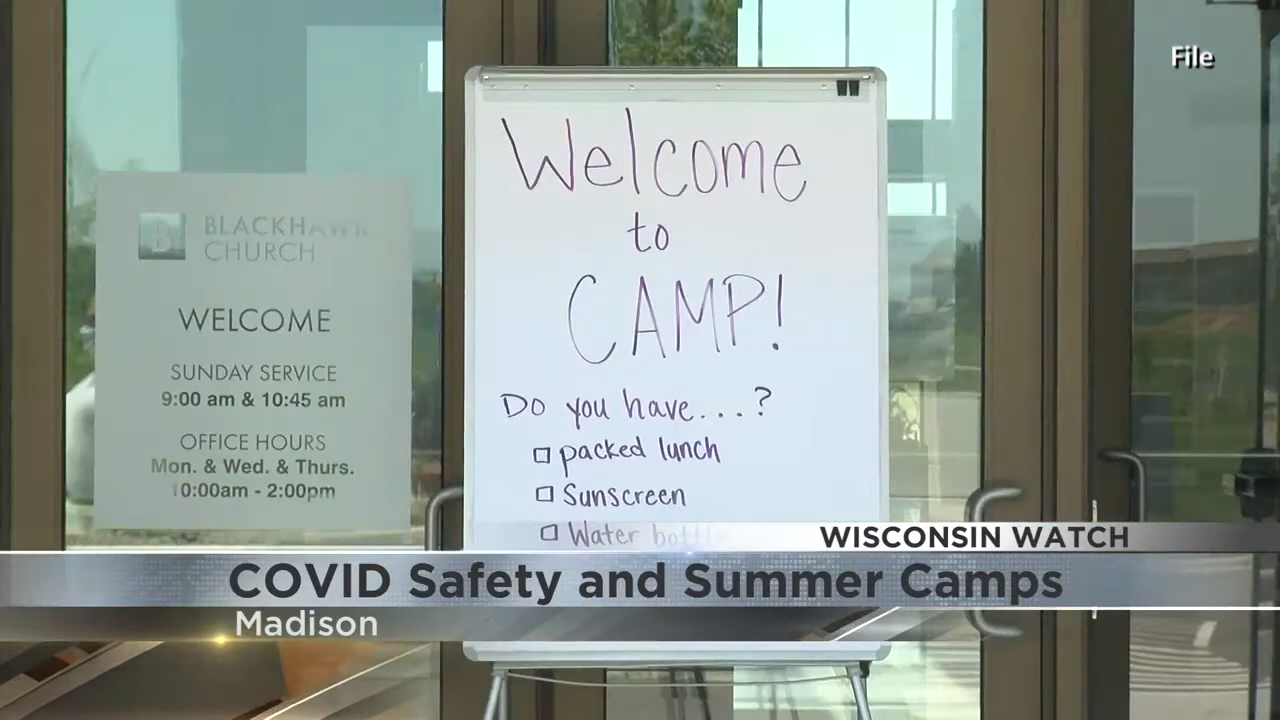 File
BLACKHAWK
CHURCH
WELCOME
SUNDAY SERVICE
9:00 am & 10:45 am
OFFICE HOURS
Mon. & Wed. & Thurs.
10:00am - 2:00pm
Welcome
to
CAMP!
Do you have...?
packed lunch
Sunscreen
Water bottle
WISCONSIN WATCH
COVID Safety and Summer Camps
Madison